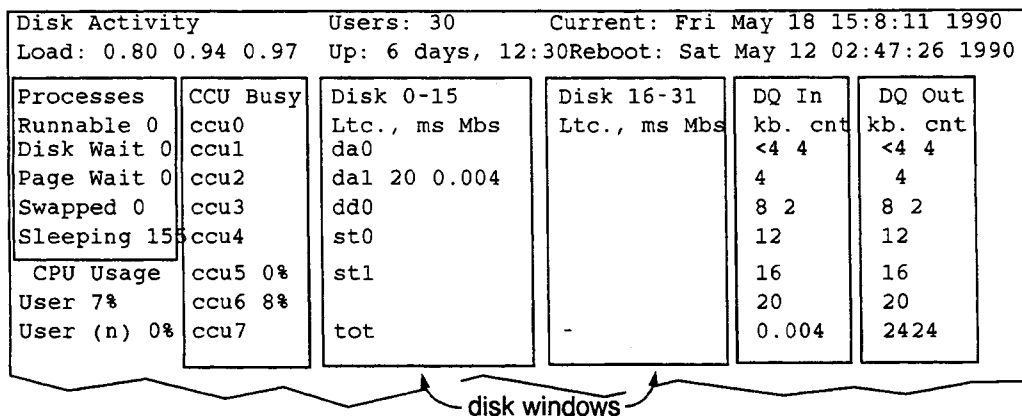 Disk Activity Users: 30 Current: Fri May 18 15:8:11 1990
Load: 0.80 0.94 0.97 Up: 6 days, 12:30Reboot: Sat May 12 02:47:26 1990
Processes CCU Busy Disk 0-15 Disk 16-31 DQ In DQ Out
Runnable 0 ccu0 Ltc., ms Mbs Ltc., ms Mbs kb. cnt kb. cnt
Disk Wait 0 ccu1 da0 <4 4 <4 4
Page Wait 0 ccu2 da1 20 0.004 4 4
Swapped 0 ccu3 dd0 8 2 8 2
Sleeping 155 ccu4 st0 12 12
CPU Usage ccu5 0% st1 16 16
User 7% ccu6 8% 20 20
User (n) 0% ccu7 tot - 0.004 2424
disk windows